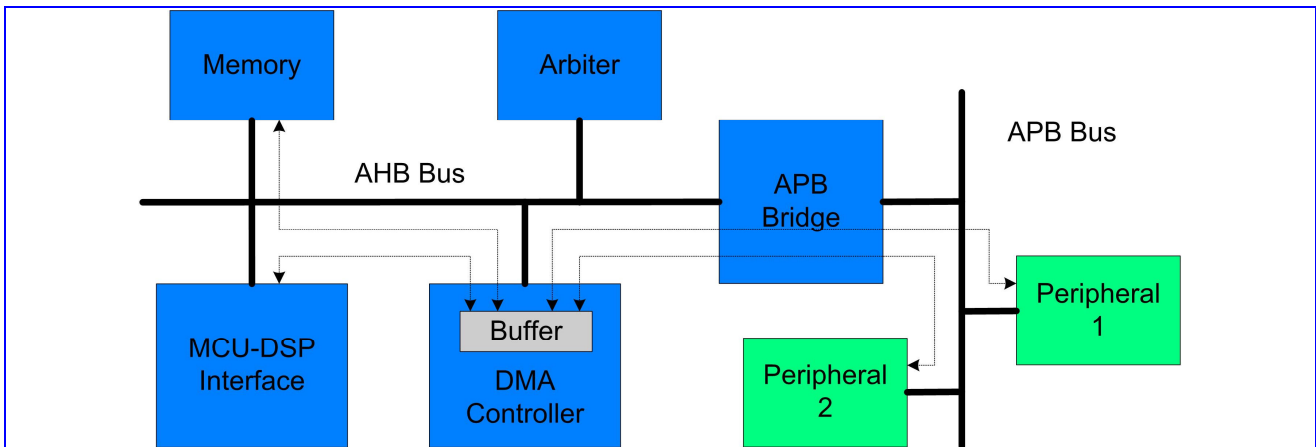 Memory
Arbiter
AHB Bus
APB
Bridge
APB Bus
MCU-DSP
Interface
Buffer
DMA
Controller
Peripheral
2
Peripheral
1